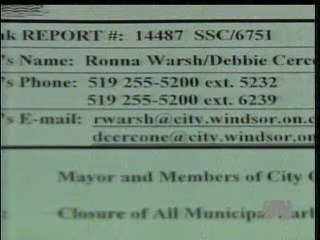 ak REPORT #: 14487 SSC/6751
's Name: Ronna Warsh/Debbie Cerc
's Phone: 519 255-5200 ext. 5232
519 255-5200 ext. 6239
's E-mail: rwarsh@city.windsor.on.c
dcercone@city.windsor.on
Mayor and Members of City C
Closure of All Municipal